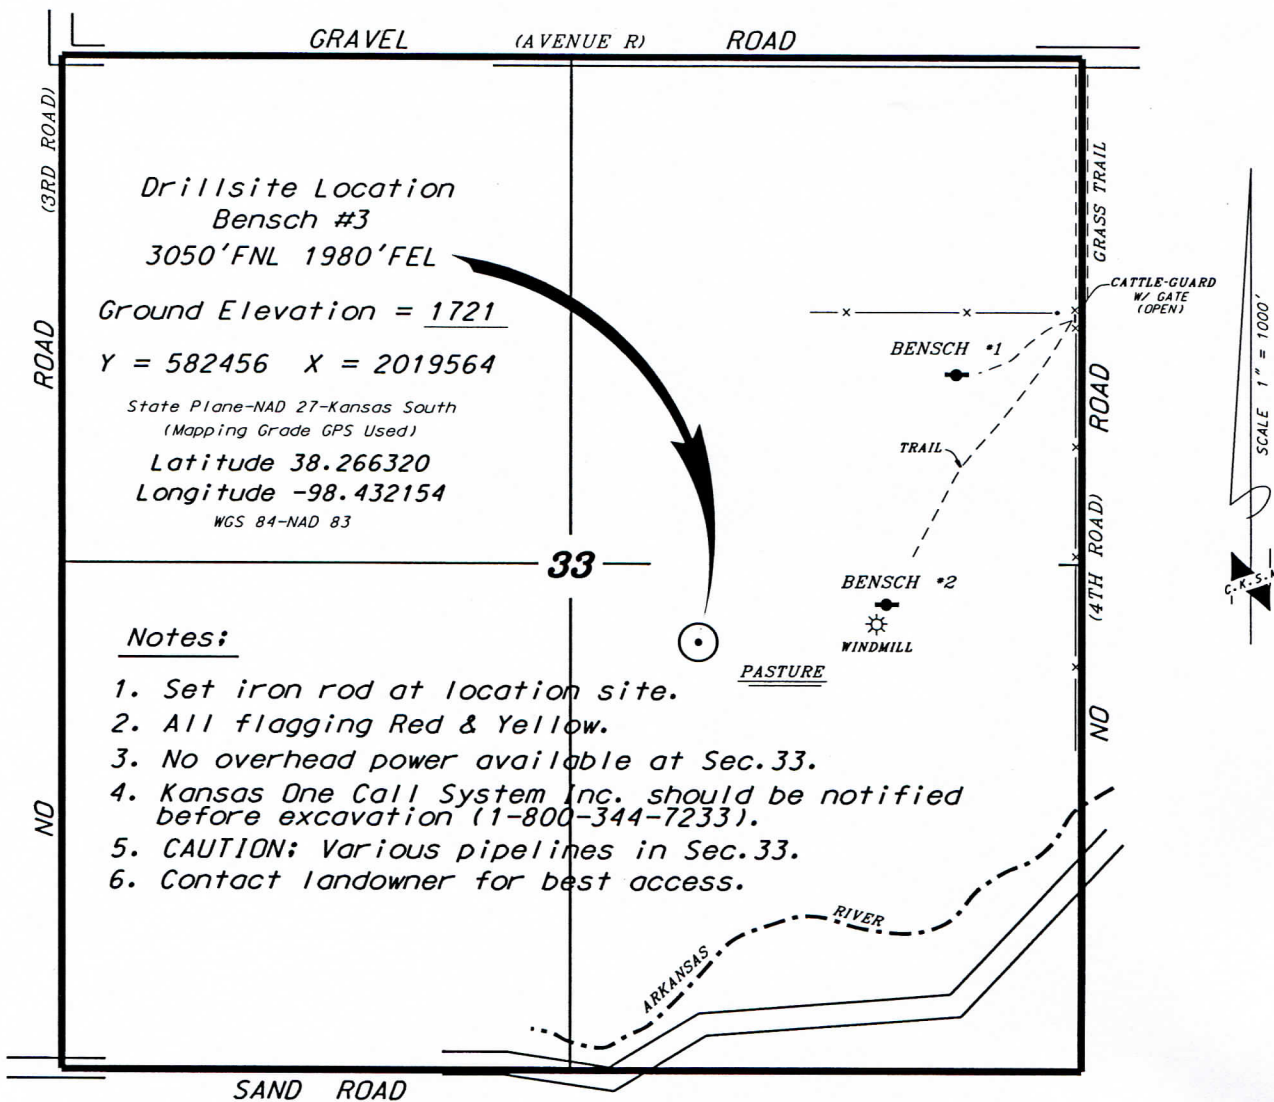 GRAVEL (AVENUE R) ROAD
(3RD ROAD)
ROAD
NO
Drillsite Location
Bensch #3
3050'FNL 1980'FEL
Ground Elevation = 1721
Y = 582456 X = 2019564
State Plane-NAD 27-Kansas South
(Mapping Grade GPS Used)
Latitude 38.266320
Longitude -98.432154
WGS 84-NAD 83
GRASS TRAIL
CATTLE-GUARD
W/ GATE
(OPEN)
BENSCH #1
TRAIL
ROAD
(4TH ROAD)
NO
SCALE 1" = 1000'
C.K.S.
33
BENSCH #2
WINDMILL
PASTURE
Notes:
1. Set iron rod at location site.
2. All flagging Red & Yellow.
3. No overhead power available at Sec.33.
4. Kansas One Call System Inc. should be notified
before excavation (1-800-344-7233).
5. CAUTION: Various pipelines in Sec.33.
6. Contact landowner for best access.
ARKANSAS RIVER
SAND ROAD